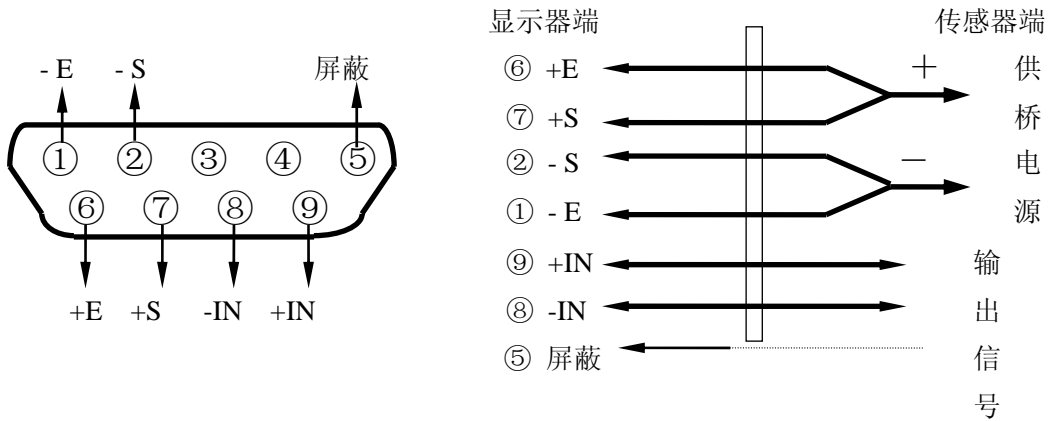 - E - S 屏蔽
① ② ③ ④ ⑤
⑥ ⑦ ⑧ ⑨
+E +S -IN +IN
显示器端 传感器端
⑥ +E + 供
⑦ +S 桥
② - S － 电
① - E 源
⑨ +IN 输
⑧ -IN 出
⑤ 屏蔽 信
号